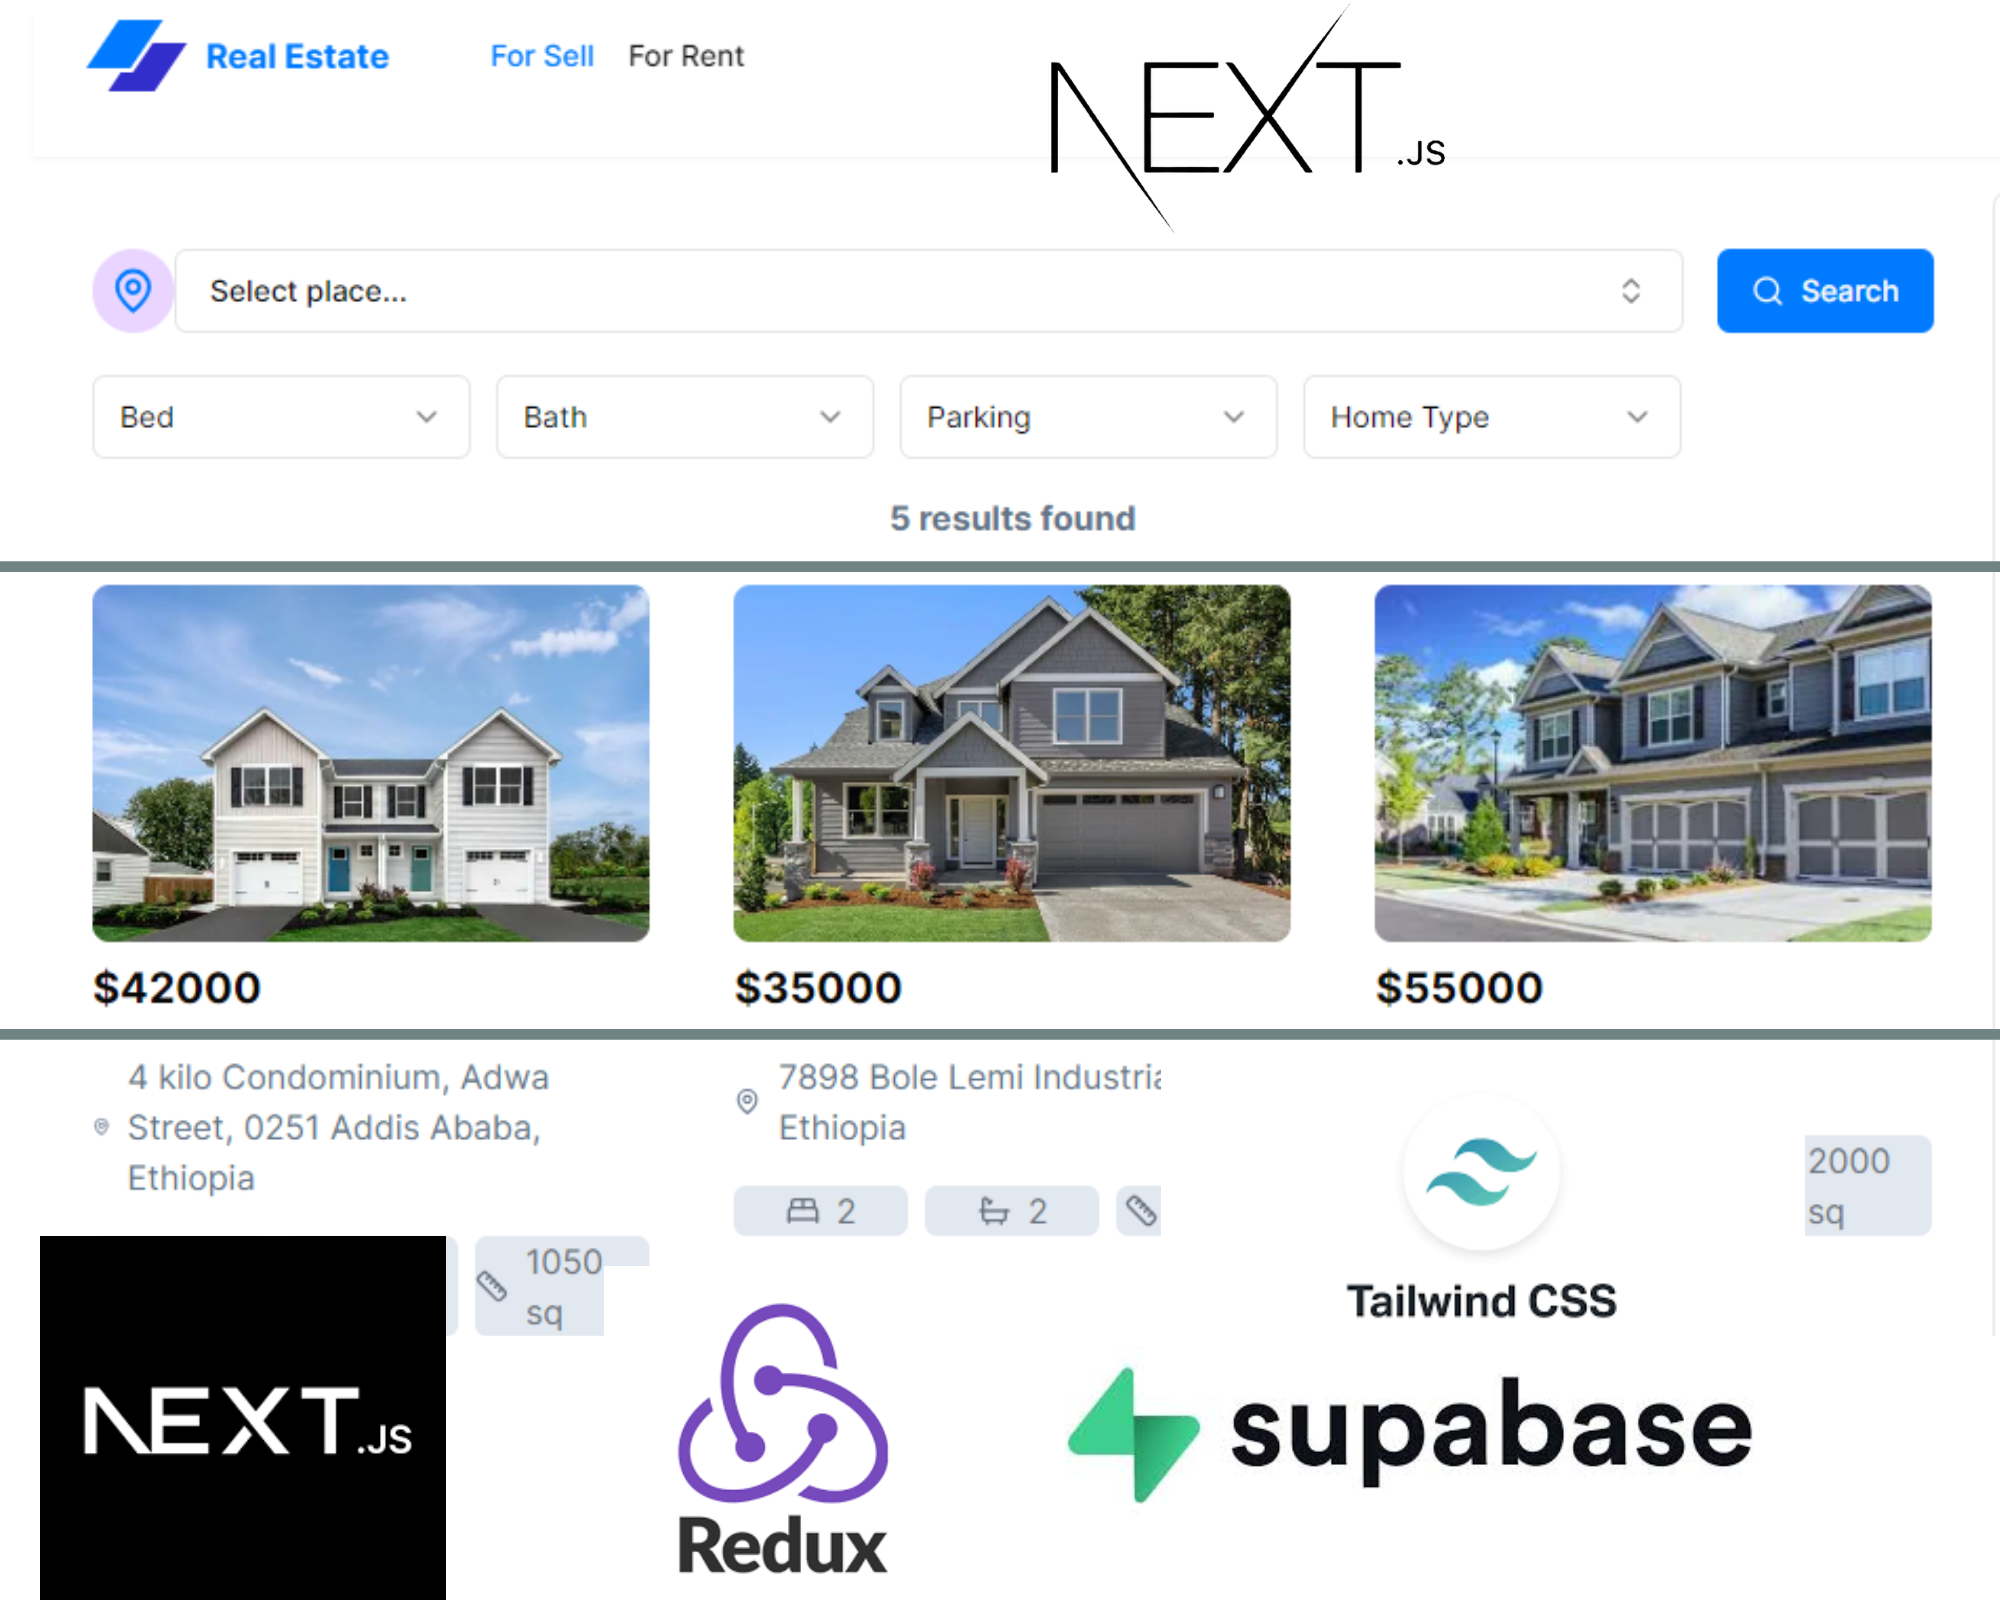 Real Estate
For Sell
For Rent
NEXT.JS
Select place...
Search
Bed
Bath
Parking
Home Type
5 results found
$42000
$35000
$55000
4 kilo Condominium, Adwa
Street, 0251 Addis Ababa,
Ethiopia
7898 Bole Lemi
Ethiopia
2
2
1050
sq
2000
sq
Tailwind CSS
NEXT.JS
Redux
supabase